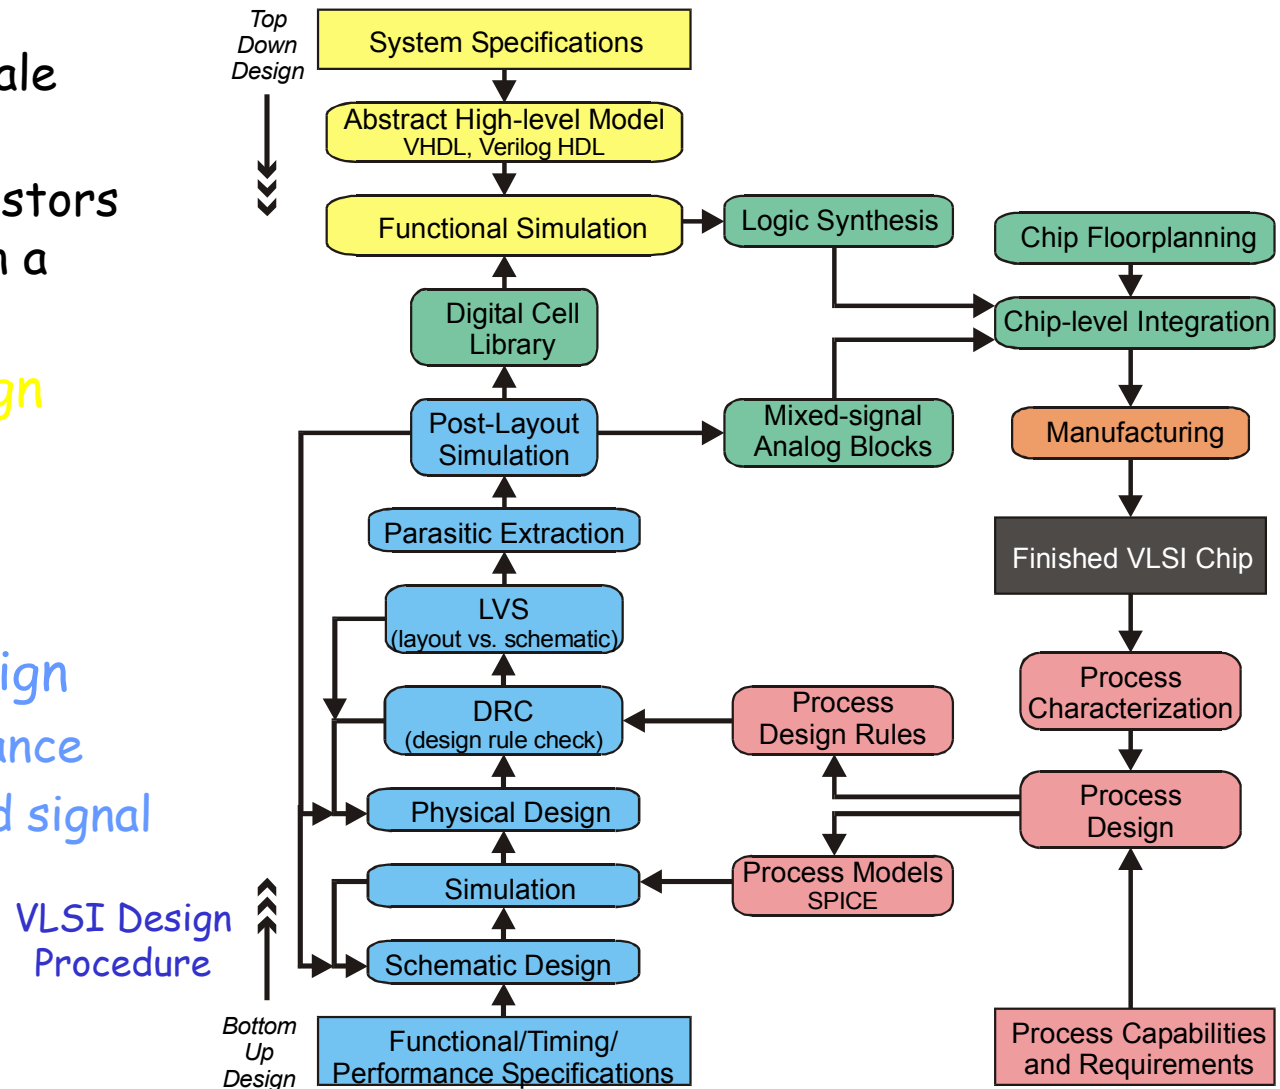 ale
stors
n a
gn
ign
ance
d signal
VLSI Design
Procedure
Top
Down
Design
System Specifications
Abstract High-level Model
VHDL, Verilog HDL
Functional Simulation
Digital Cell
Library
Post-Layout
Simulation
Parasitic Extraction
LVS
(layout vs. schematic)
DRC
(design rule check)
Physical Design
Simulation
Schematic Design
Functional/Timing/
Performance Specifications
Bottom
Up
Design
Logic Synthesis
Mixed-signal
Analog Blocks
Process
Design Rules
Process Models
SPICE
Chip Floorplanning
Chip-level Integration
Manufacturing
Finished VLSI Chip
Process
Characterization
Process
Design
Process Capabilities
and Requirements